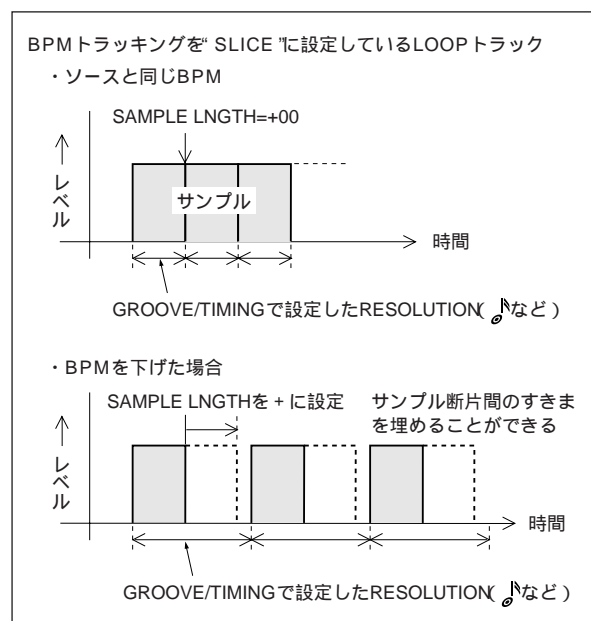 BPMトラッキングを“SLICE”に設定しているLOOPトラック
・ソースと同じBPM
SAMPLE LNGTH=+00
レベル
サンプル
時間
GROOVE/TIMINGで設定したRESOLUTION(♪など)
・BPMを下げた場合
SAMPLE LNGTHを + に設定
サンプル断片間のすきま
を埋めることができる
レベル
時間
GROOVE/TIMINGで設定したRESOLUTION(♪など)